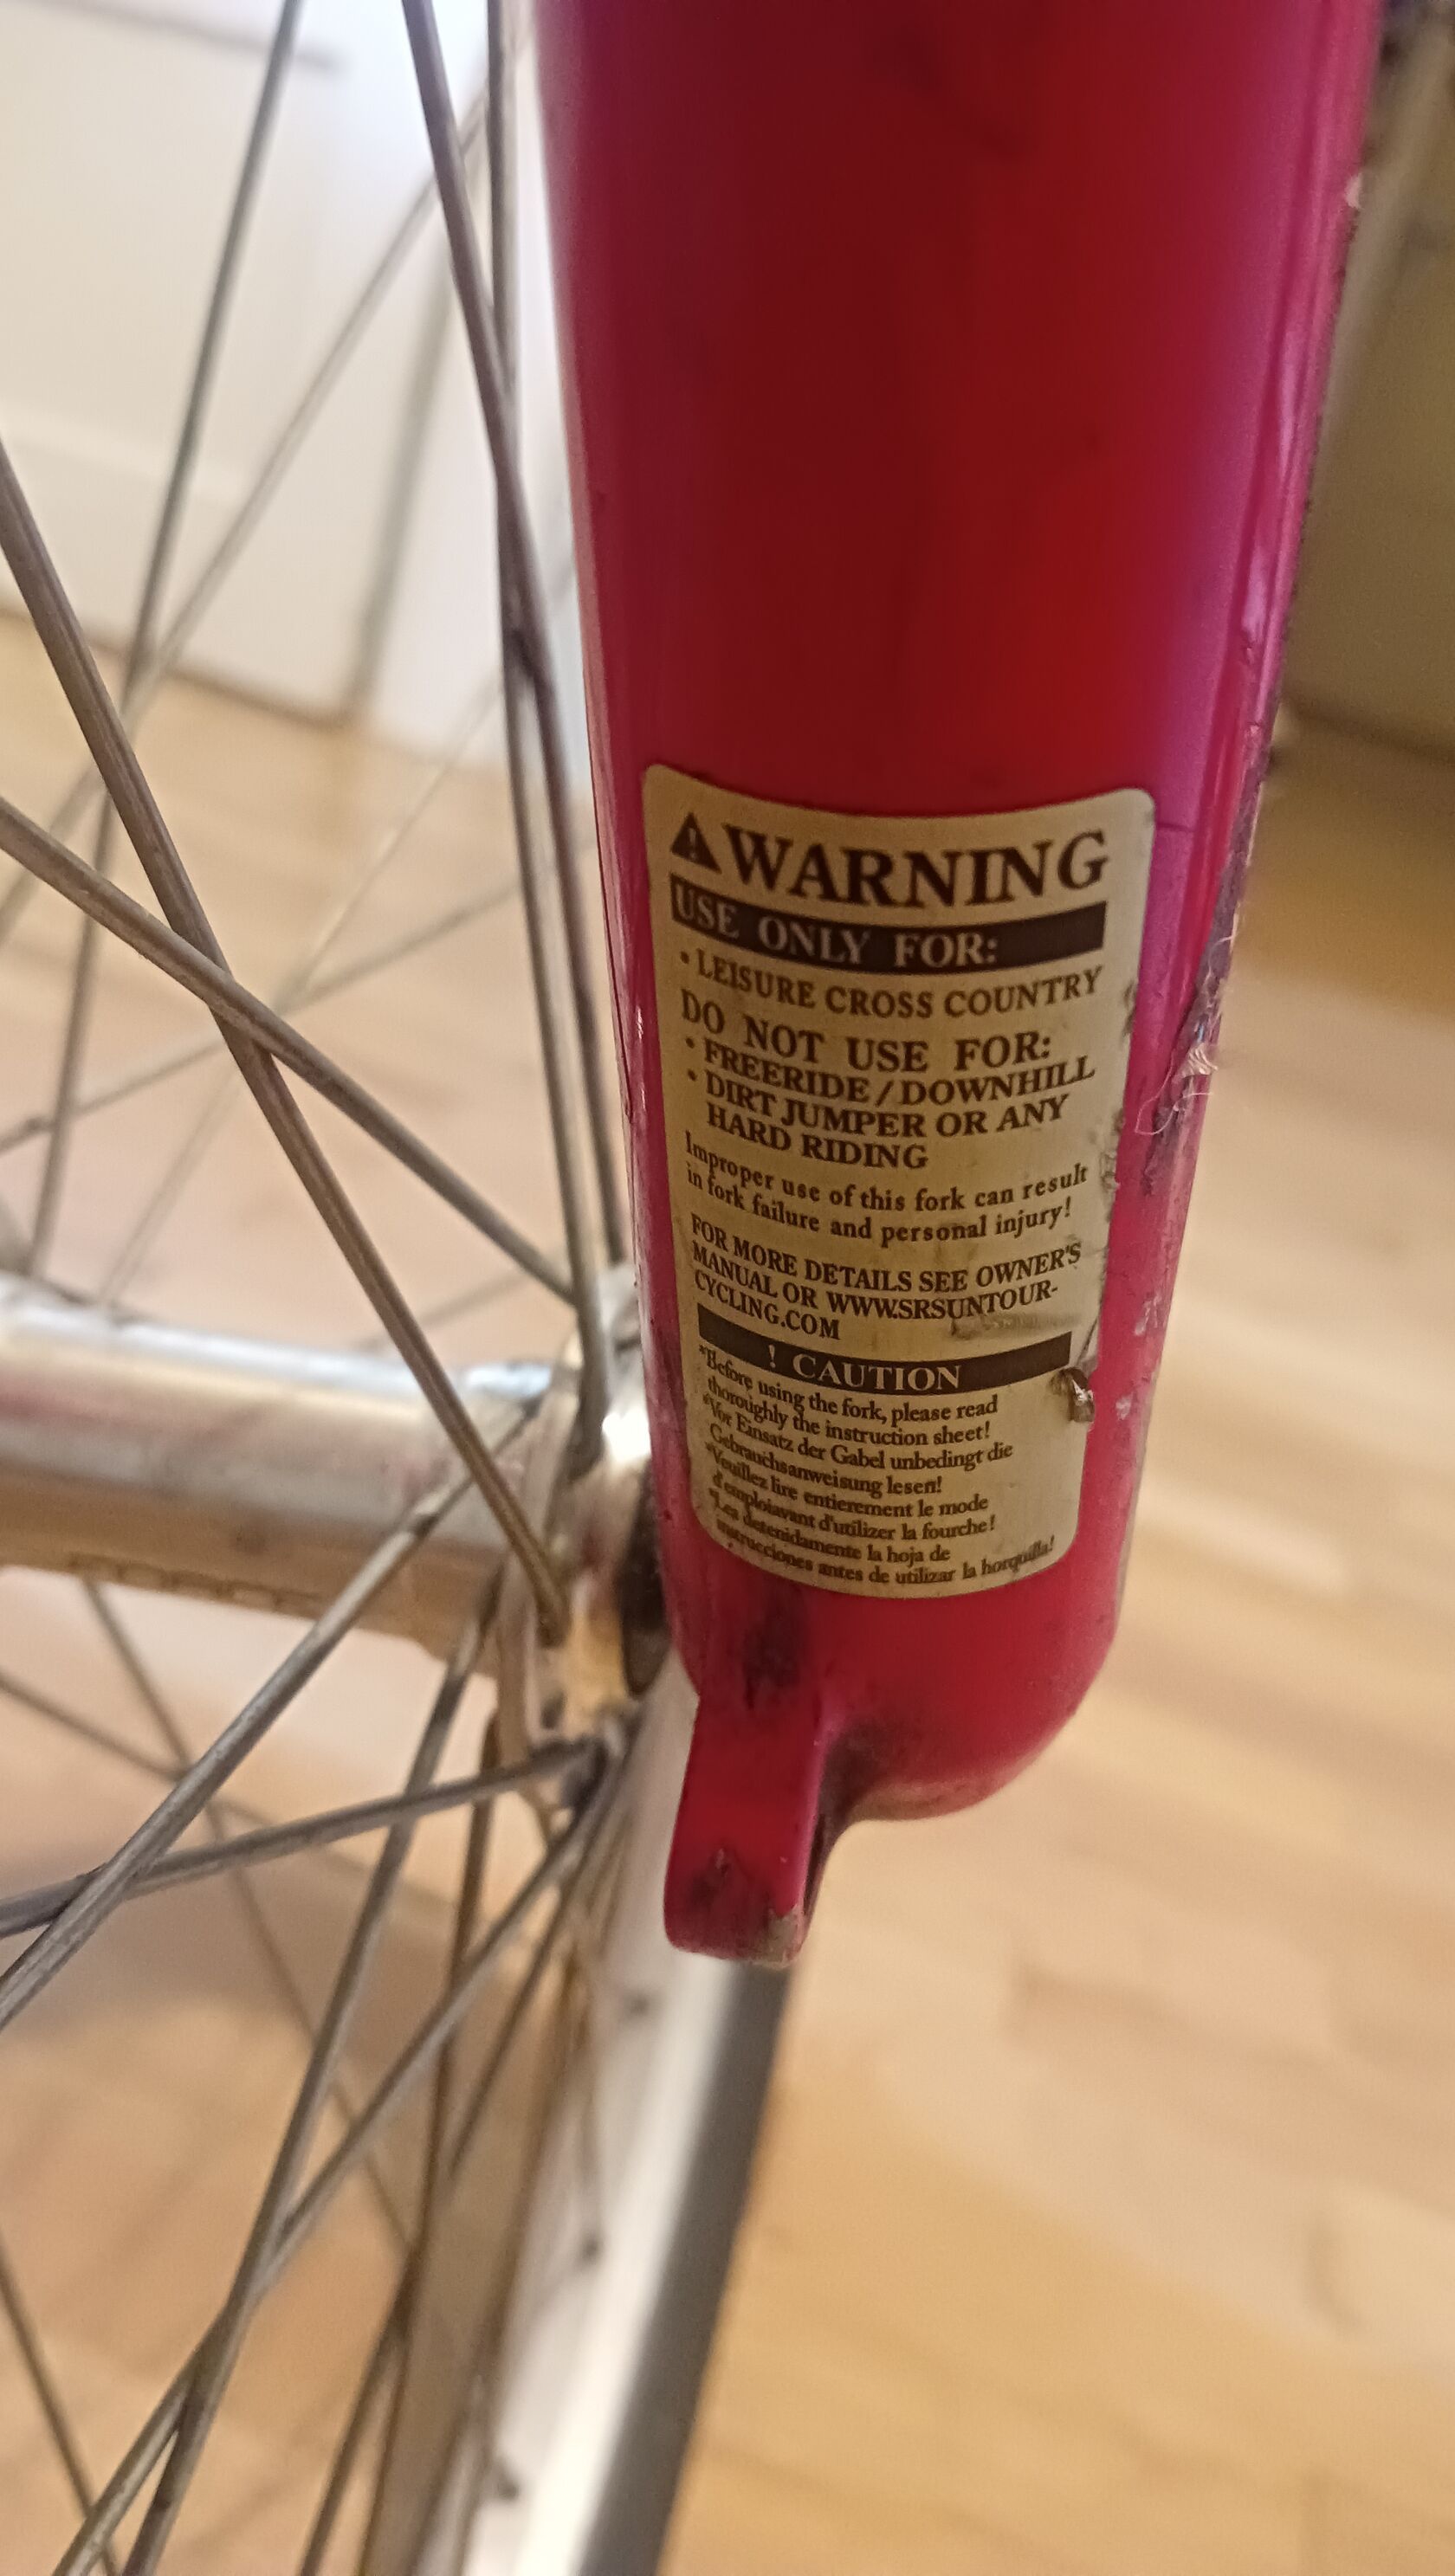 WARNING
USE ONLY FOR:
• LEISURE CROSS COUNTRY
DO NOT USE FOR:
• FREERIDE / DOWNHILL
• DIRT JUMPER OR ANY
HARD RIDING
Improper use of this fork can result
in fork failure and personal injury!
FOR MORE DETAILS SEE OWNER'S
MANUAL OR WWW.SRSUNTOUR-
CYCLING.COM
! CAUTION
*Before using the fork, please read
thoroughly the instruction sheet!
*Vor Einsatz der Gabel unbedingt die
Gebrauchsanweisung lesen!
*Veuillez lire entierement le mode
d'emploiavant d'utilizer la fourche!
*Lea detenidamente la hoja de
instrucciones antes de utilizar la horquilla!